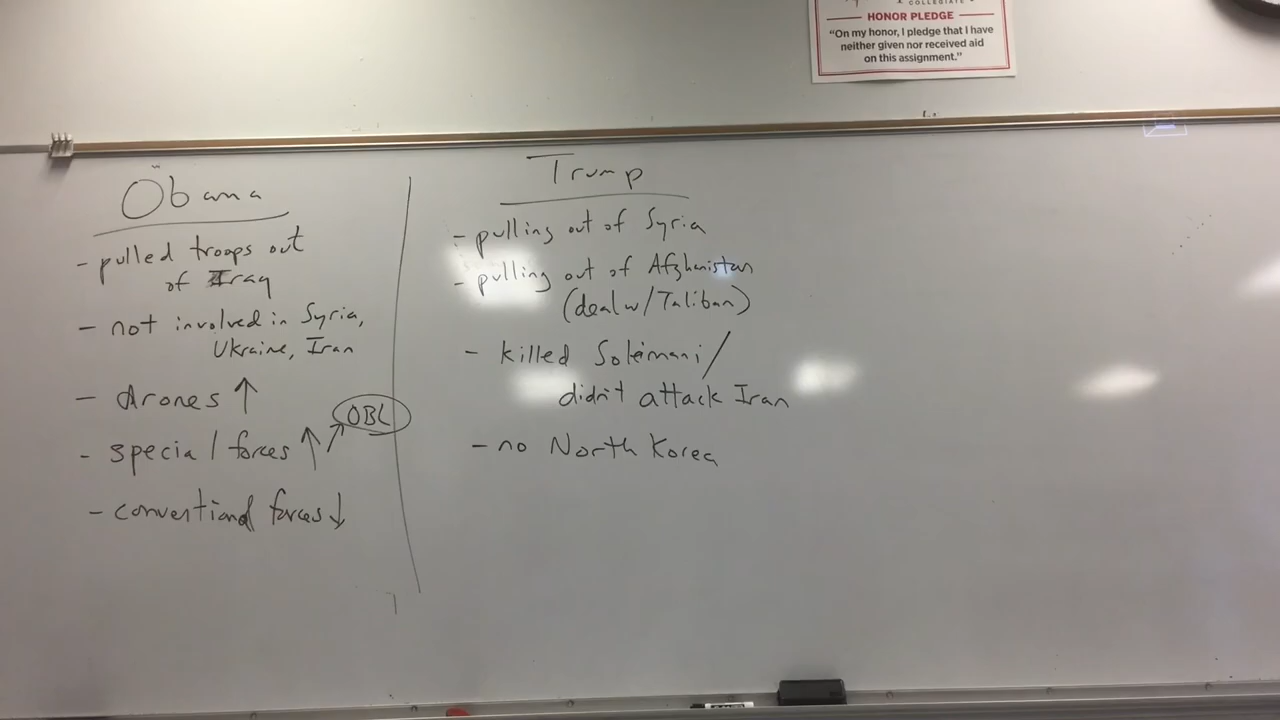 COLLEGIATE
HONOR PLEDGE
"On my honor, I pledge that I have
neither given nor received aid
on this assignment."
Öbama
- pulled troops out
of Iraq
- not involved in Syria,
Ukraine, Iran
- drones ↑
OBL
- special forces ↑ ↗
- conventional forces ↓
Trump
- pulling out of Syria
- pulling out of Afghanistan
(deal w/Taliban)
- killed Soleimani/
didn't attack Iran
- no North Korea